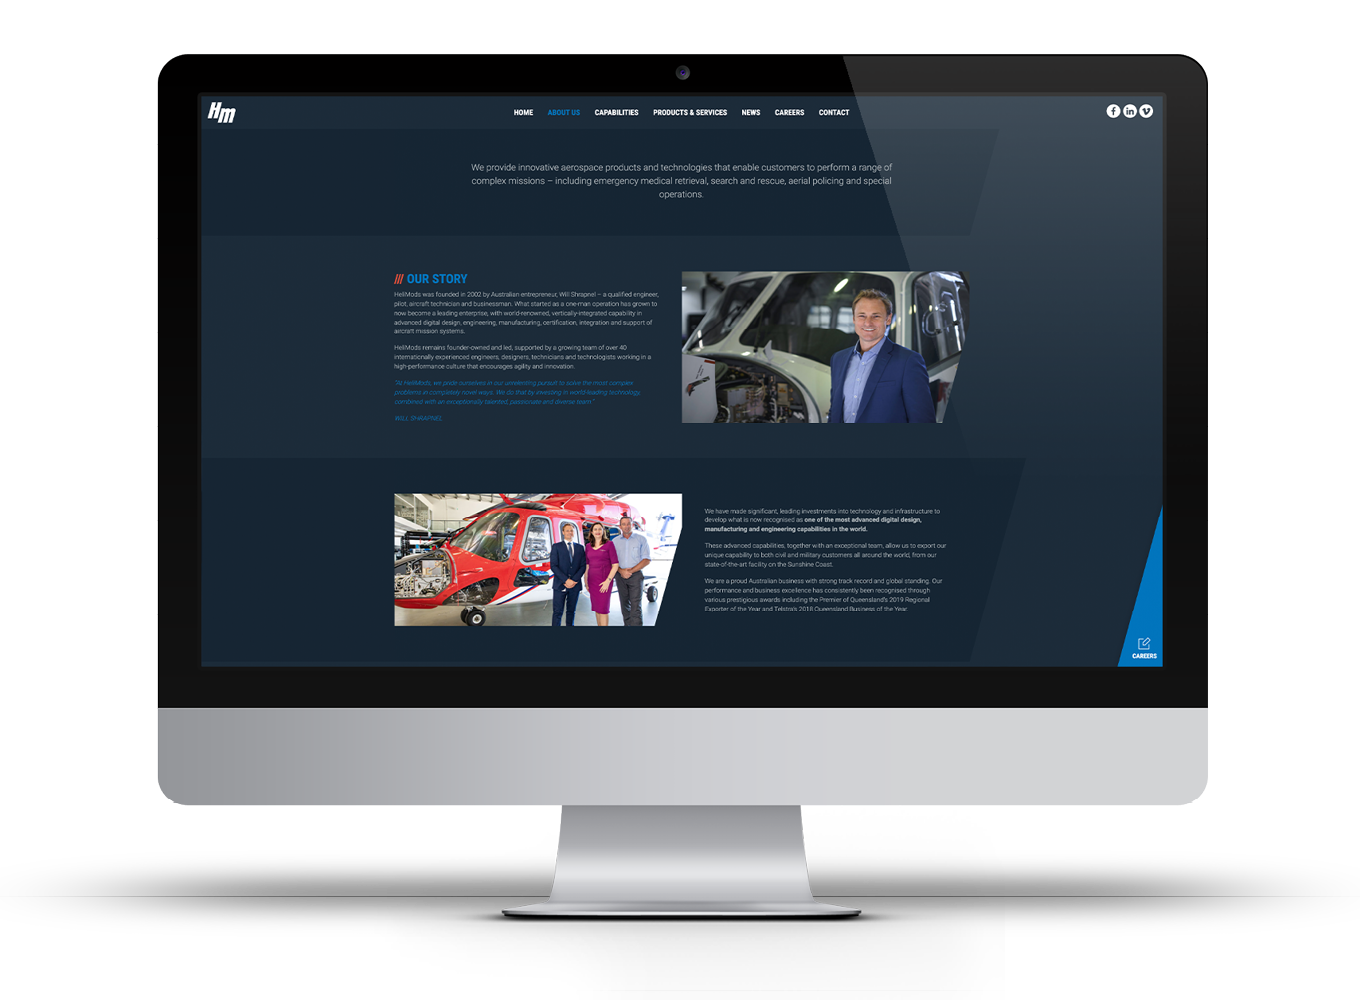 Hm
HOME ABOUT US CAPABILITIES PRODUCTS & SERVICES NEWS CAREERS CONTACT
We provide innovative aerospace products and technologies that enable customers to perform a range of
complex missions – including emergency medical retrieval, search and rescue, aerial policing and special
operations.
/// OUR STORY
HeliMods was founded in 2002 by Australian entrepreneur, Will Shrapnel – a qualified engineer,
pilot, aircraft technician and businessman. What started as a one-man operation has grown to
now become a leading enterprise, with world-renowned, vertically-integrated capability in
advanced digital design, engineering, manufacturing, certification, integration and support of
aircraft mission systems.
HeliMods remains founder-owned and led, supported by a growing team of over 40
internationally experienced engineers, designers, technicians and technologists working in a
high-performance culture that encourages agility and innovation.
"At HeliMods, we pride ourselves in our unrelenting pursuit to solve the most complex
problems in completely novel ways. We do that by investing in world-leading technology,
combined with an exceptionally talented, passionate and diverse team."
WILL SHRAPNEL
We have made significant, leading investments into technology and infrastructure to
develop what is now recognised as one of the most advanced digital design,
manufacturing and engineering capabilities in the world.
These advanced capabilities, together with an exceptional team, allow us to export our
unique capability to both civil and military customers all around the world, from our
state-of-the-art facility on the Sunshine Coast.
We are a proud Australian business with strong track record and global standing. Our
performance and business excellence has consistently been recognised through
various prestigious awards including the Premier of Queensland's 2019 Regional
Exporter of the Year and Telstra's 2018 Queensland Business of the Year.
CAREERS